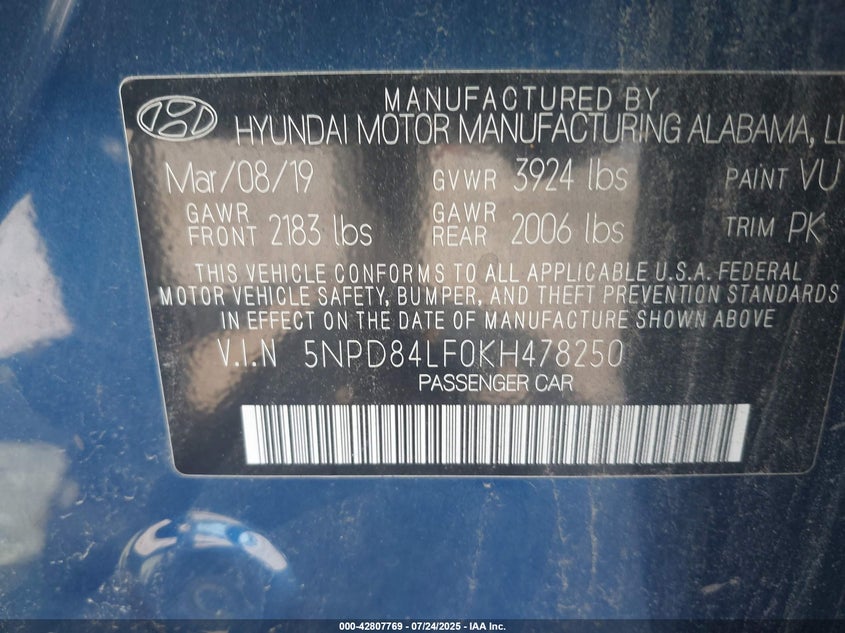 MANUFACTURED BY
HYUNDAI MOTOR MANUFACTURING ALABAMA, LL
Mar/08/19 GVWR 3924 lbs PAINT VU
GAWR FRONT 2183 lbs GAWR REAR 2006 lbs TRIM PK
THIS VEHICLE CONFORMS TO ALL APPLICABLE U.S.A. FEDERAL
MOTOR VEHICLE SAFETY, BUMPER, AND THEFT PREVENTION STANDARDS
IN EFFECT ON THE DATE OF MANUFACTURE SHOWN ABOVE
V.I.N 5NPD84LF0KH478250
PASSENGER CAR
000-42807769 - 07/24/2025 - IAA Inc.